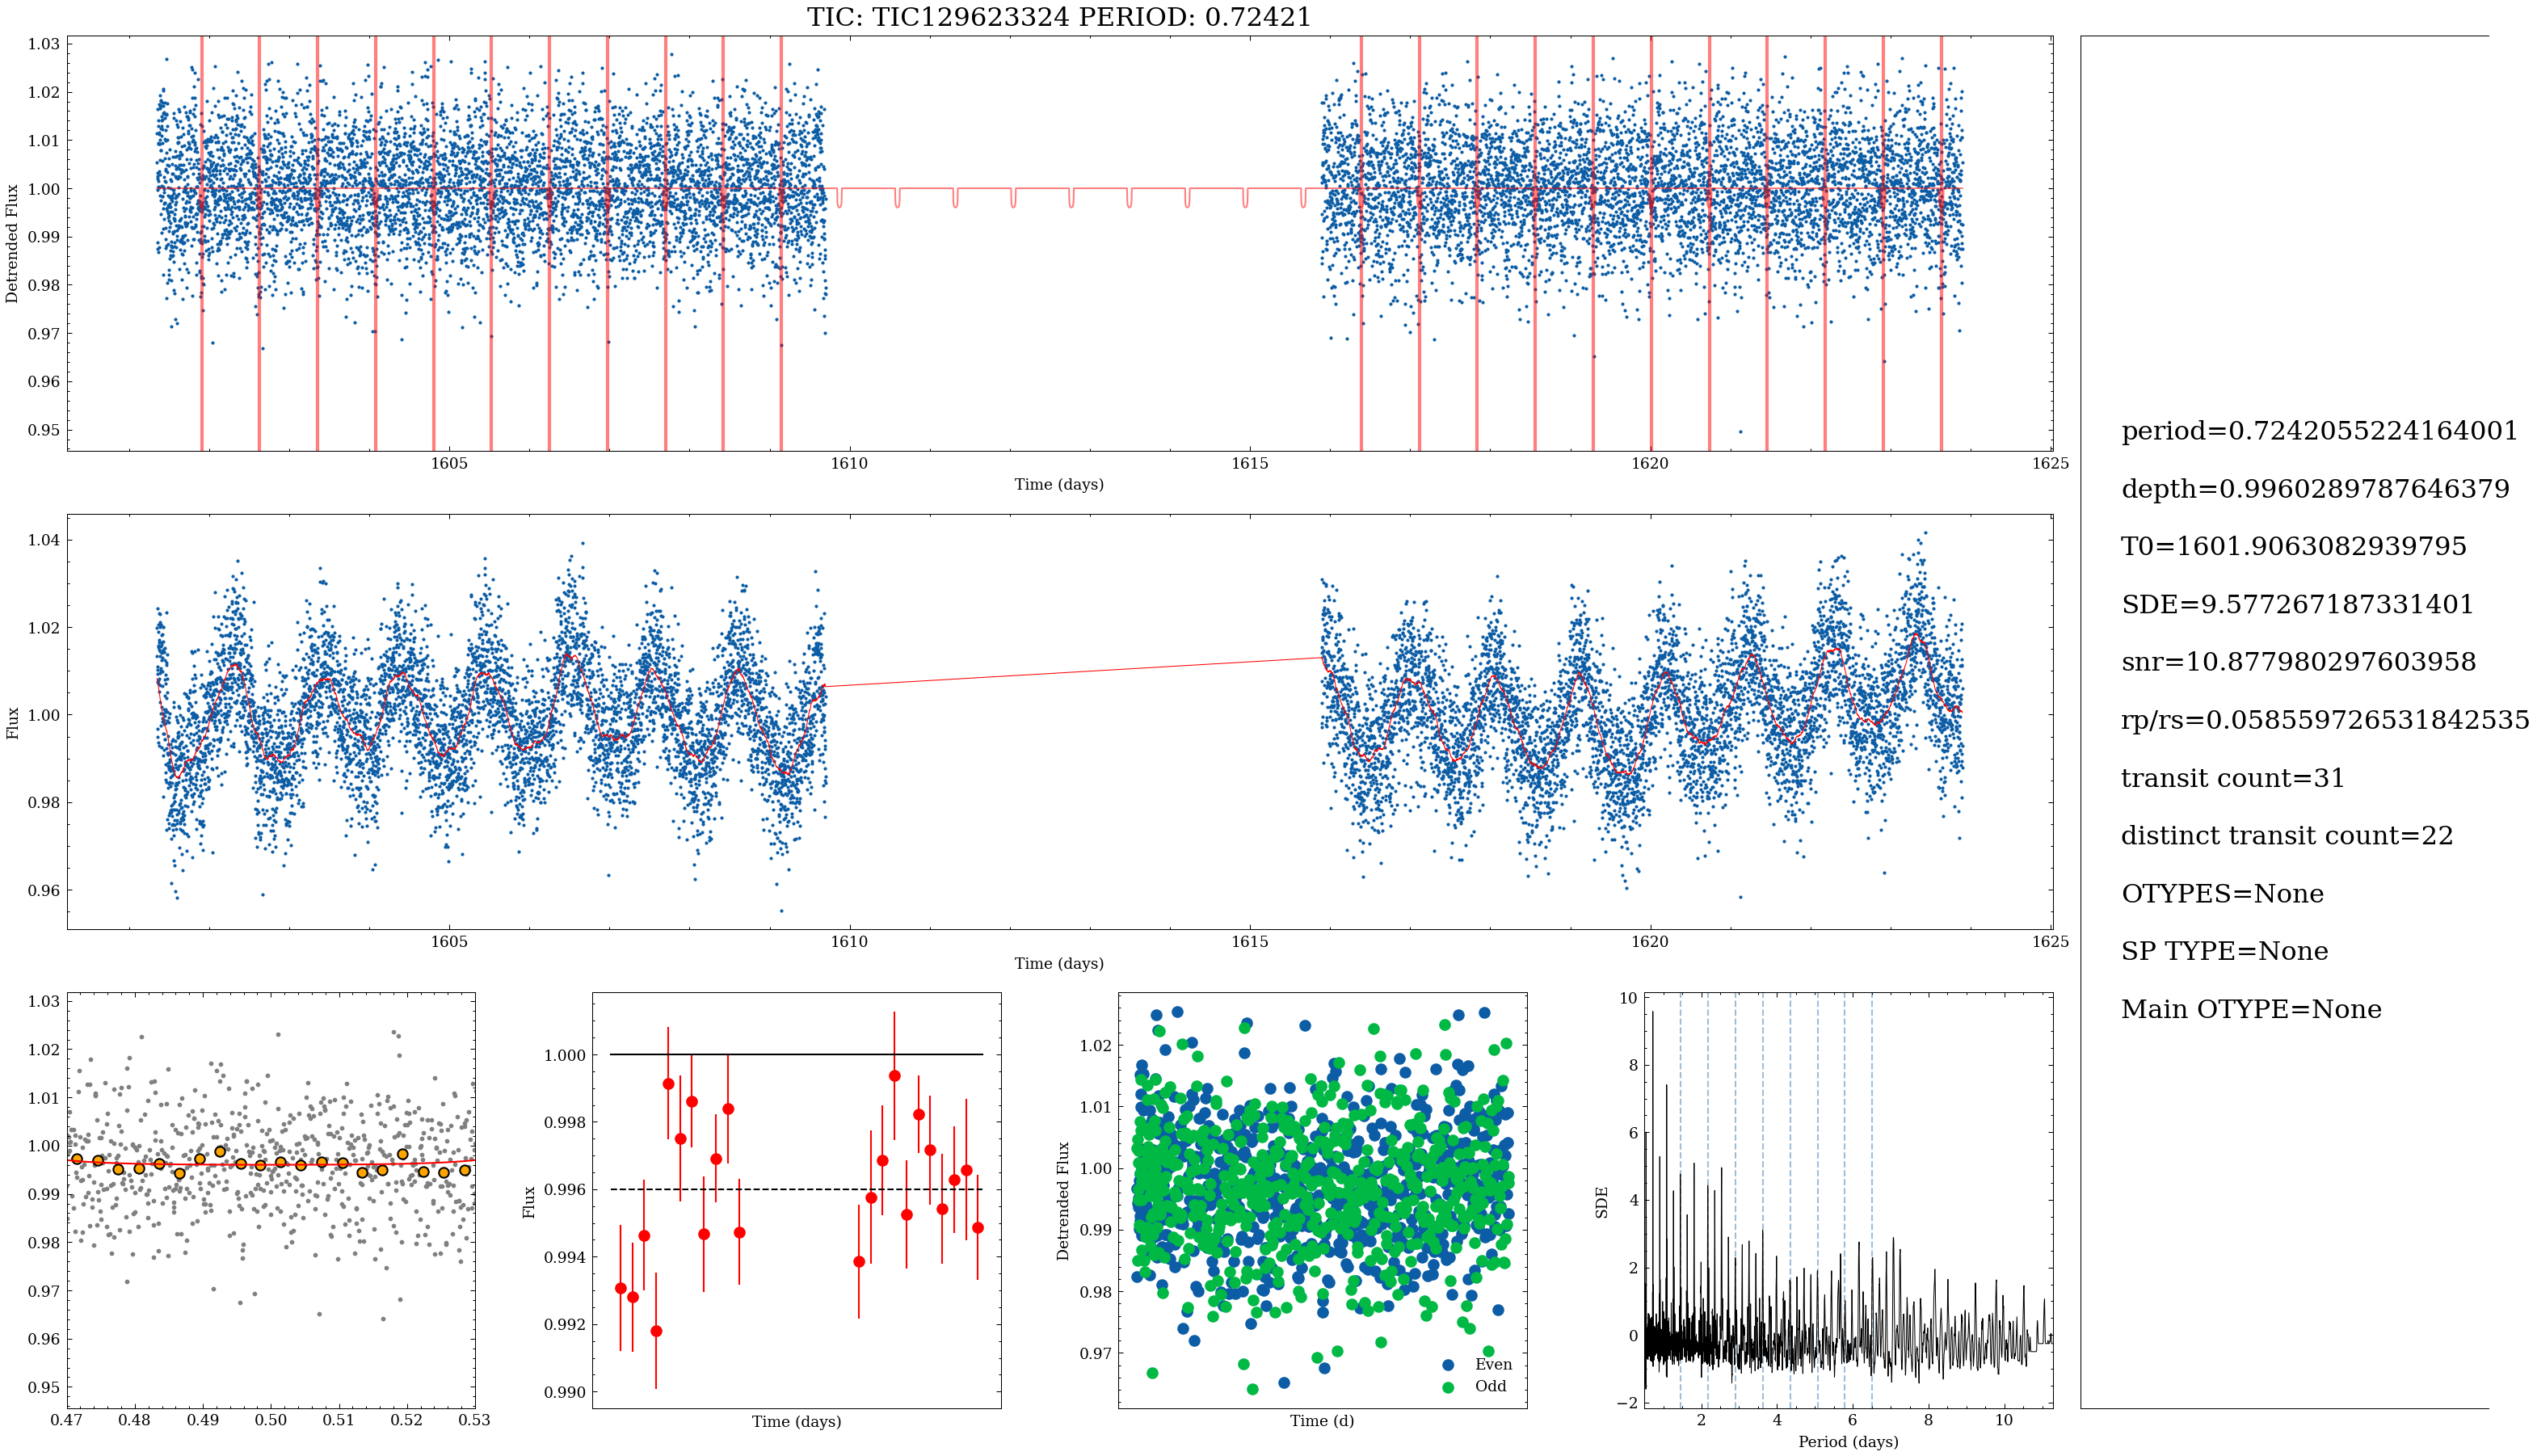 TIC: TIC129623324 PERIOD: 0.72421
1.03
1.02
1.01
1.00
0.99
0.98
0.97
0.96
0.95
Detrended Flux
1605
1610
1615
1620
1625
Time (days)
1.04
1.02
1.00
0.98
0.96
Flux
1605
1610
1615
1620
1625
Time (days)
1.03
1.02
1.01
1.00
0.99
0.98
0.97
0.96
0.95
0.47
0.48
0.49
0.50
0.51
0.52
0.53
1.000
0.998
0.996
0.994
0.992
0.990
Flux
Time (days)
1.02
1.01
1.00
0.99
0.98
0.97
Detrended Flux
Even
Odd
Time (d)
10
8
6
4
2
0
−2
SDE
2
4
6
8
10
Period (days)
period=0.7242055224164001
depth=0.9960289787646379
T0=1601.9063082939795
SDE=9.577267187331401
snr=10.877980297603958
rp/rs=0.058559726531842535
transit count=31
distinct transit count=22
OTYPES=None
SP TYPE=None
Main OTYPE=None